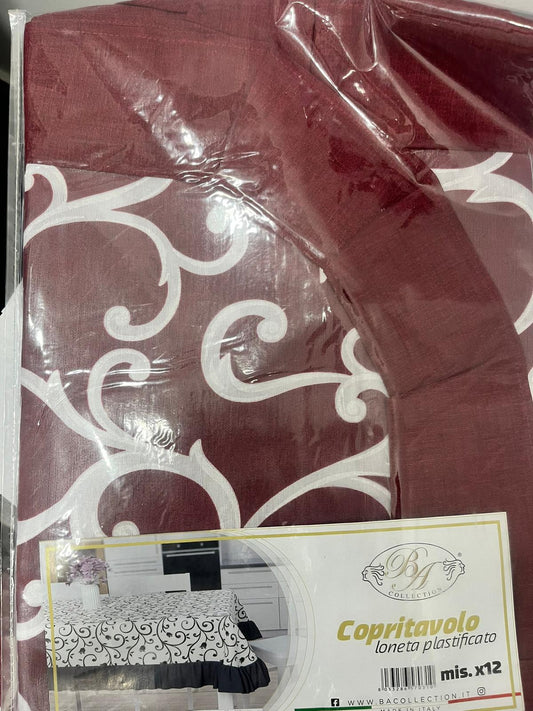 BA
®
COLLECTION
Copritavolo
loneta plastificato
mis.x12
WWW.BACOLLECTION.IT
MADE IN ITALY